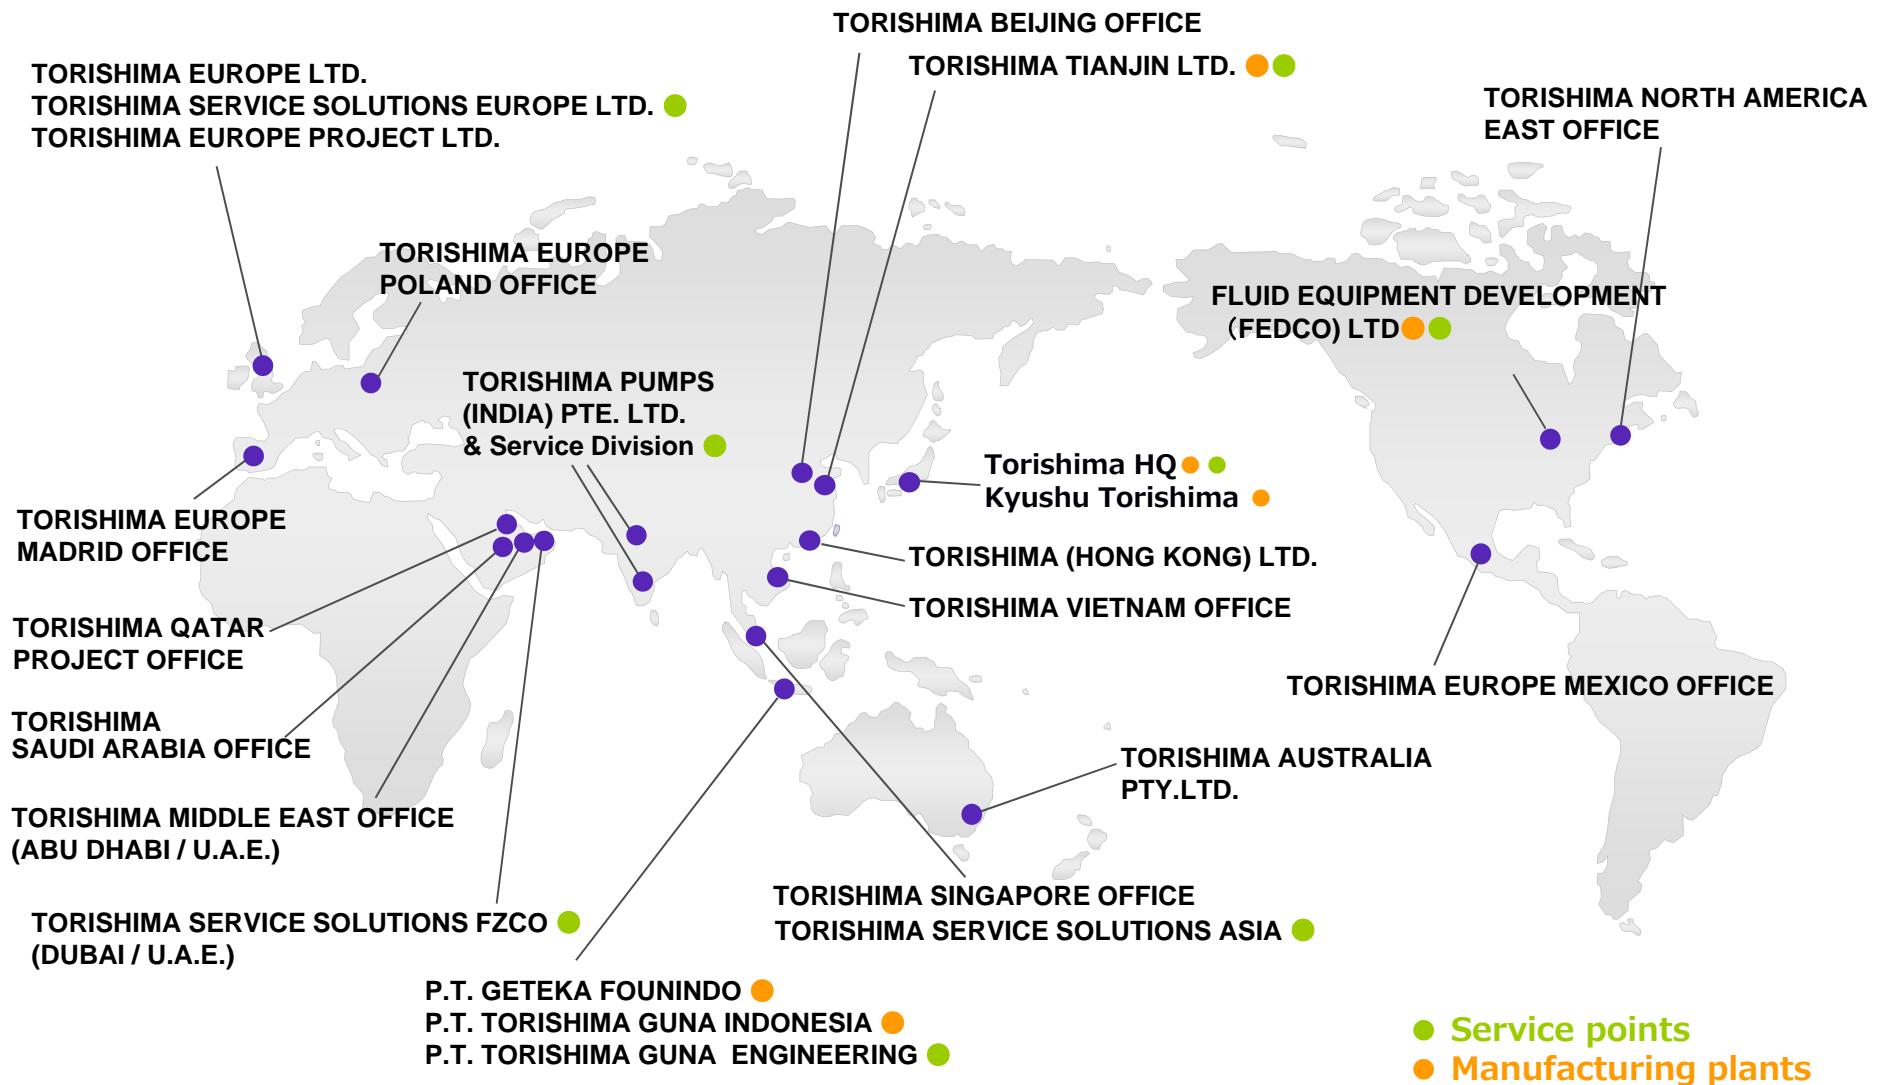 TORISHIMA BEIJING OFFICE
TORISHIMA TIANJIN LTD.
TORISHIMA EUROPE LTD.
TORISHIMA SERVICE SOLUTIONS EUROPE LTD.
TORISHIMA EUROPE PROJECT LTD.
TORISHIMA NORTH AMERICA
EAST OFFICE
TORISHIMA EUROPE
POLAND OFFICE
FLUID EQUIPMENT DEVELOPMENT
(FEDCO) LTD
TORISHIMA PUMPS
(INDIA) PTE. LTD.
& Service Division
Torishima HQ
Kyushu Torishima
TORISHIMA EUROPE
MADRID OFFICE
TORISHIMA (HONG KONG) LTD.
TORISHIMA VIETNAM OFFICE
TORISHIMA QATAR
PROJECT OFFICE
TORISHIMA EUROPE MEXICO OFFICE
TORISHIMA
SAUDI ARABIA OFFICE
TORISHIMA AUSTRALIA
PTY.LTD.
TORISHIMA MIDDLE EAST OFFICE
(ABU DHABI / U.A.E.)
TORISHIMA SINGAPORE OFFICE
TORISHIMA SERVICE SOLUTIONS ASIA
TORISHIMA SERVICE SOLUTIONS FZCO
(DUBAI / U.A.E.)
P.T. GETEKA FOUNINDO
P.T. TORISHIMA GUNA INDONESIA
P.T. TORISHIMA GUNA  ENGINEERING
Service points
Manufacturing plants